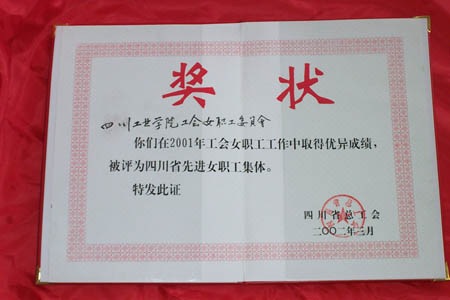 奖状
四川工业学院工会女职工委员会
你们在2001年工会女职工工作中取得优异成绩，
被评为四川省先进女职工集体。
特发此证
四川省总工会
二〇〇二年三月